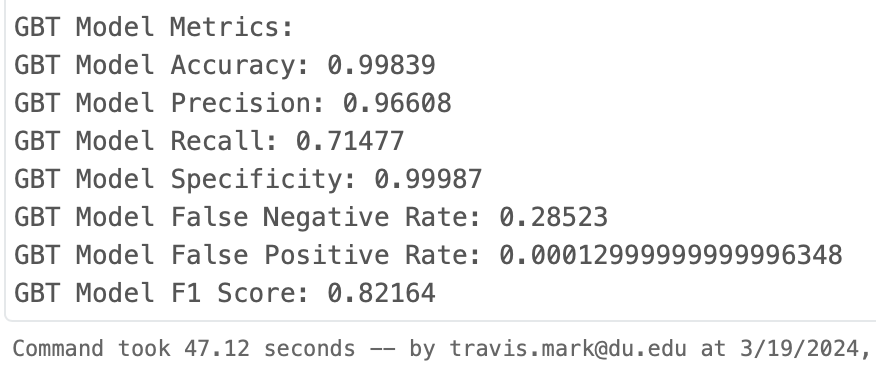 GBT Model Metrics:
GBT Model Accuracy: 0.99839
GBT Model Precision: 0.96608
GBT Model Recall: 0.71477
GBT Model Specificity: 0.99987
GBT Model False Negative Rate: 0.28523
GBT Model False Positive Rate: 0.00012999999999996348
GBT Model F1 Score: 0.82164
Command took 47.12 seconds -- by travis.mark@du.edu at 3/19/2024,